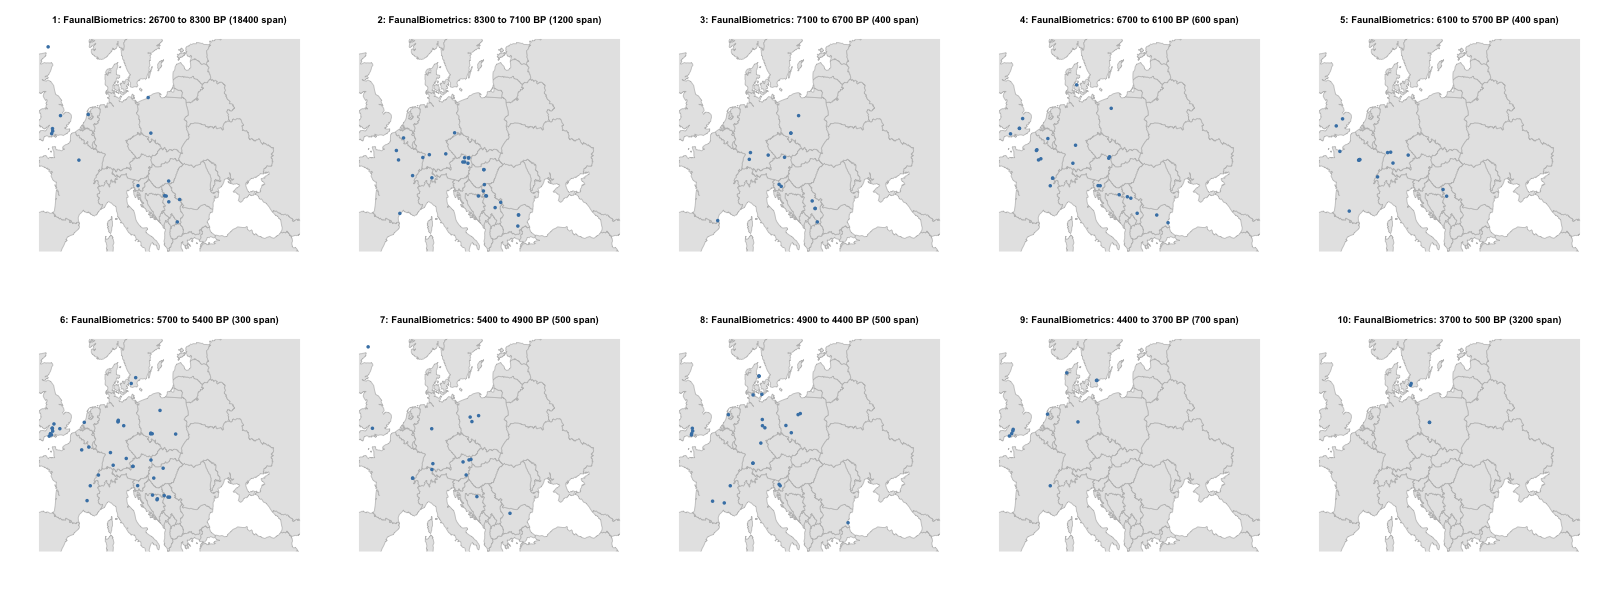 1: FaunalBiometrics: 26700 to 8300 BP (18400 span)
2: FaunalBiometrics: 8300 to 7100 BP (1200 span)
3: FaunalBiometrics: 7100 to 6700 BP (400 span)
4: FaunalBiometrics: 6700 to 6100 BP (600 span)
5: FaunalBiometrics: 6100 to 5700 BP (400 span)
6: FaunalBiometrics: 5700 to 5400 BP (300 span)
7: FaunalBiometrics: 5400 to 4900 BP (500 span)
8: FaunalBiometrics: 4900 to 4400 BP (500 span)
9: FaunalBiometrics: 4400 to 3700 BP (700 span)
10: FaunalBiometrics: 3700 to 500 BP (3200 span)